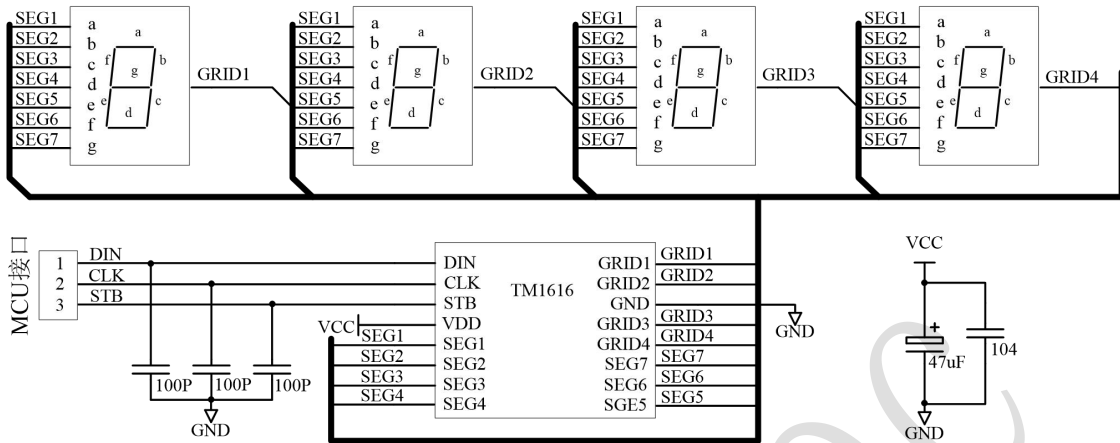 SEG1 a SEG1 a SEG1 a SEG1 a
a a a a
SEG2 b SEG2 b SEG2 b SEG2 b
f b f b f b f b
SEG3 c SEG3 c SEG3 c SEG3 c
g g g g
SEG4 d GRID1 SEG4 d GRID2 SEG4 d GRID3 SEG4 d GRID4
SEG5 e SEG5 e SEG5 e SEG5 e
e c e c e c e c
SEG6 f SEG6 f SEG6 f SEG6 f
d d d d
SEG7 g SEG7 g SEG7 g SEG7 g
MCU接口
1 DIN
2 CLK
3 STB
100P 100P 100P
GND
TM1616
DIN GRID1 GRID1
CLK GRID2 GRID2
STB GND GND
VCC VDD GRID3 GRID3
SEG1 SEG1 GRID4 GRID4
SEG2 SEG2 SEG7 SEG7
SEG3 SEG3 SEG6 SEG6
SEG4 SEG4 SGE5 SEG5
VCC
+
47uF 104
GND